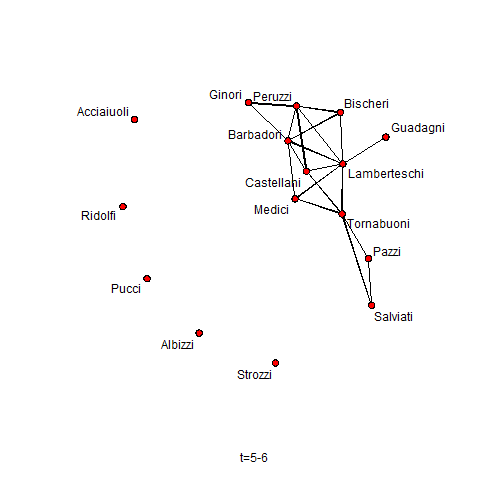 Ginori
Peruzzi
Bischeri
Acciaiuoli
Guadagni
Barbadori
Lamberteschi
Castellani
Medici
Ridolfi
Tornabuoni
Pazzi
Pucci
Salviati
Albizzi
Strozzi
t=5-6